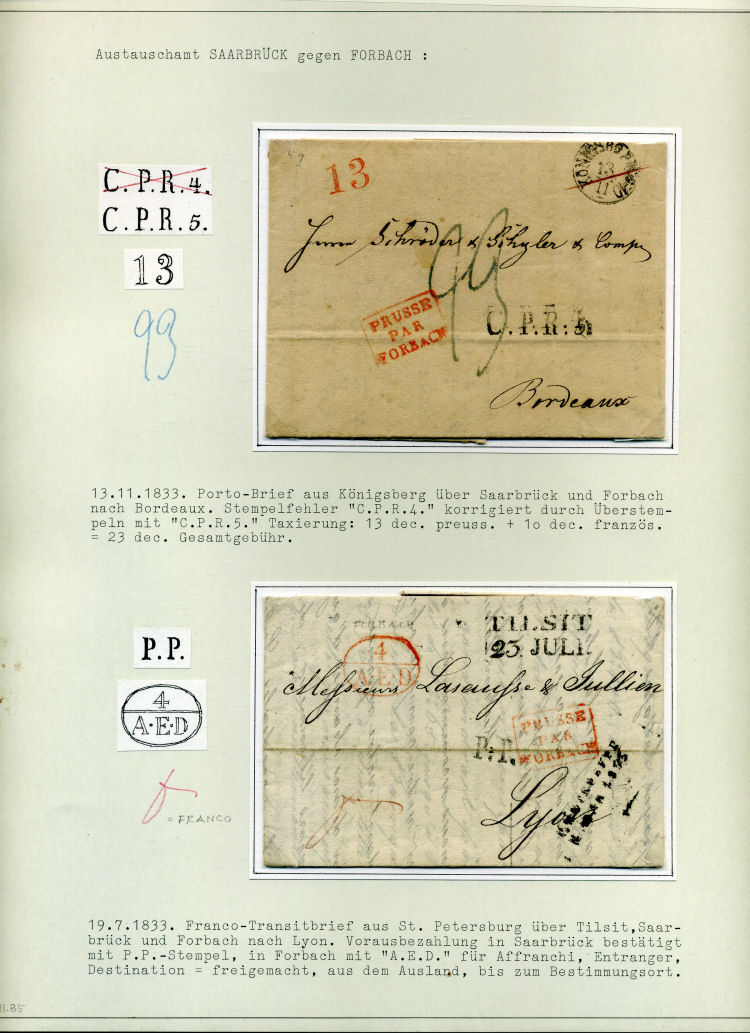 Austauschamt SAARBRÜCK gegen FORBACH :
C.P.R.4.
C.P.R.5.
13
13
13
11
Herrn Schröder & Schyler & Comp
PRUSSE
PAR
FORBACH
C.P.R.
Bordeaux
13.11.1833. Porto-Brief aus Königsberg über Saarbrück und Forbach
nach Bordeaux. Stempelfehler "C.P.R.4." korrigiert durch Überstem-
peln mit "C.P.R.5." Taxierung: 13 dec. preuss. + 1o dec. französ.
= 23 dec. Gesamtgebühr.
P.P.
4
A·E·D
= FRANCO
FORBACH
TILSIT
23 JULI.
4
A.E.D
Messieurs Lasausse & Jullien
PRUSSE
PAR
FORBACH
P.P.
Lyon
19.7.1833. Franco-Transitbrief aus St. Petersburg über Tilsit,Saar-
brück und Forbach nach Lyon. Vorausbezahlung in Saarbrück bestätigt
mit P.P.-Stempel, in Forbach mit "A.E.D." für Affranchi, Entranger,
Destination = freigemacht, aus dem Ausland, bis zum Bestimmungsort.
11.85